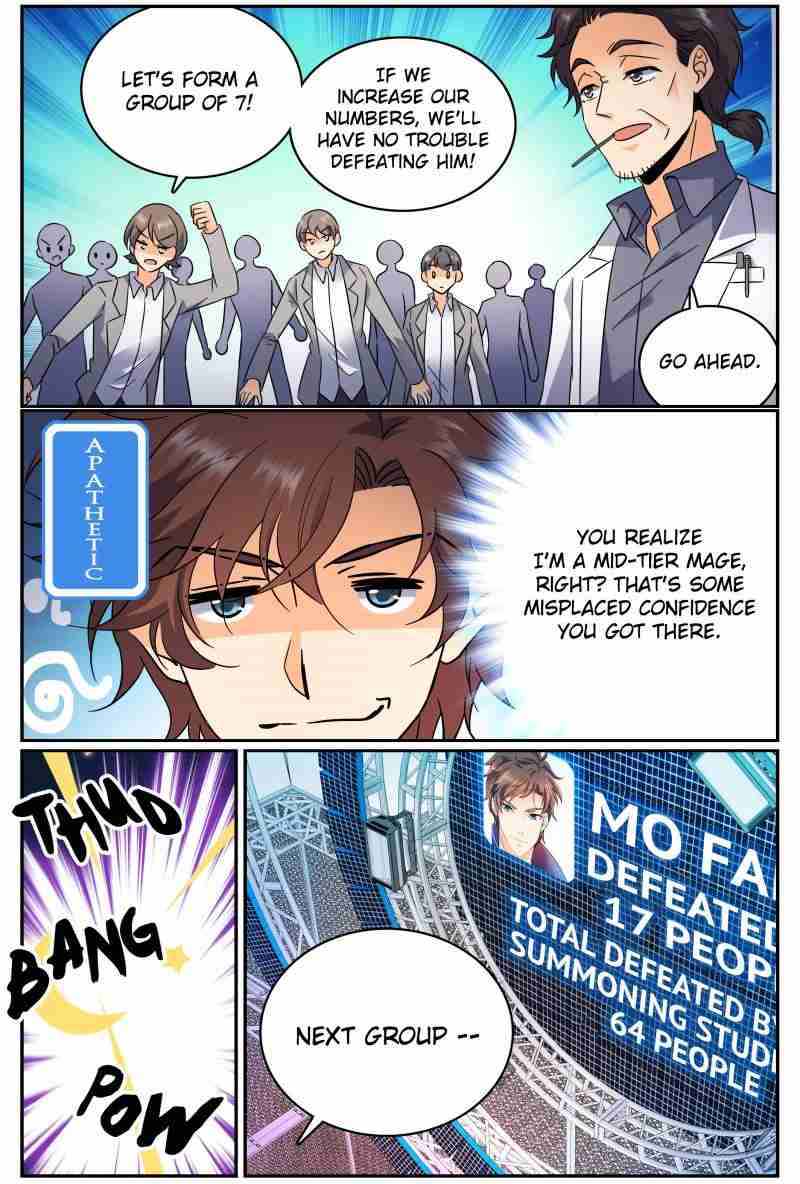 LET'S FORM A
GROUP OF 7!
IF WE
INCREASE OUR
NUMBERS, WE'LL
HAVE NO TROUBLE
DEFEATING HIM!
GO AHEAD.
APATHETIC
YOU REALIZE
I'M A MID-TIER MAGE,
RIGHT? THAT'S SOME
MISPLACED CONFIDENCE
YOU GOT THERE.
THUD
BANG
POW
MO FA
DEFEATED
17 PEOP
TOTAL DEFEATED BY
SUMMONING STUD
64 PEOPLE
NEXT GROUP --